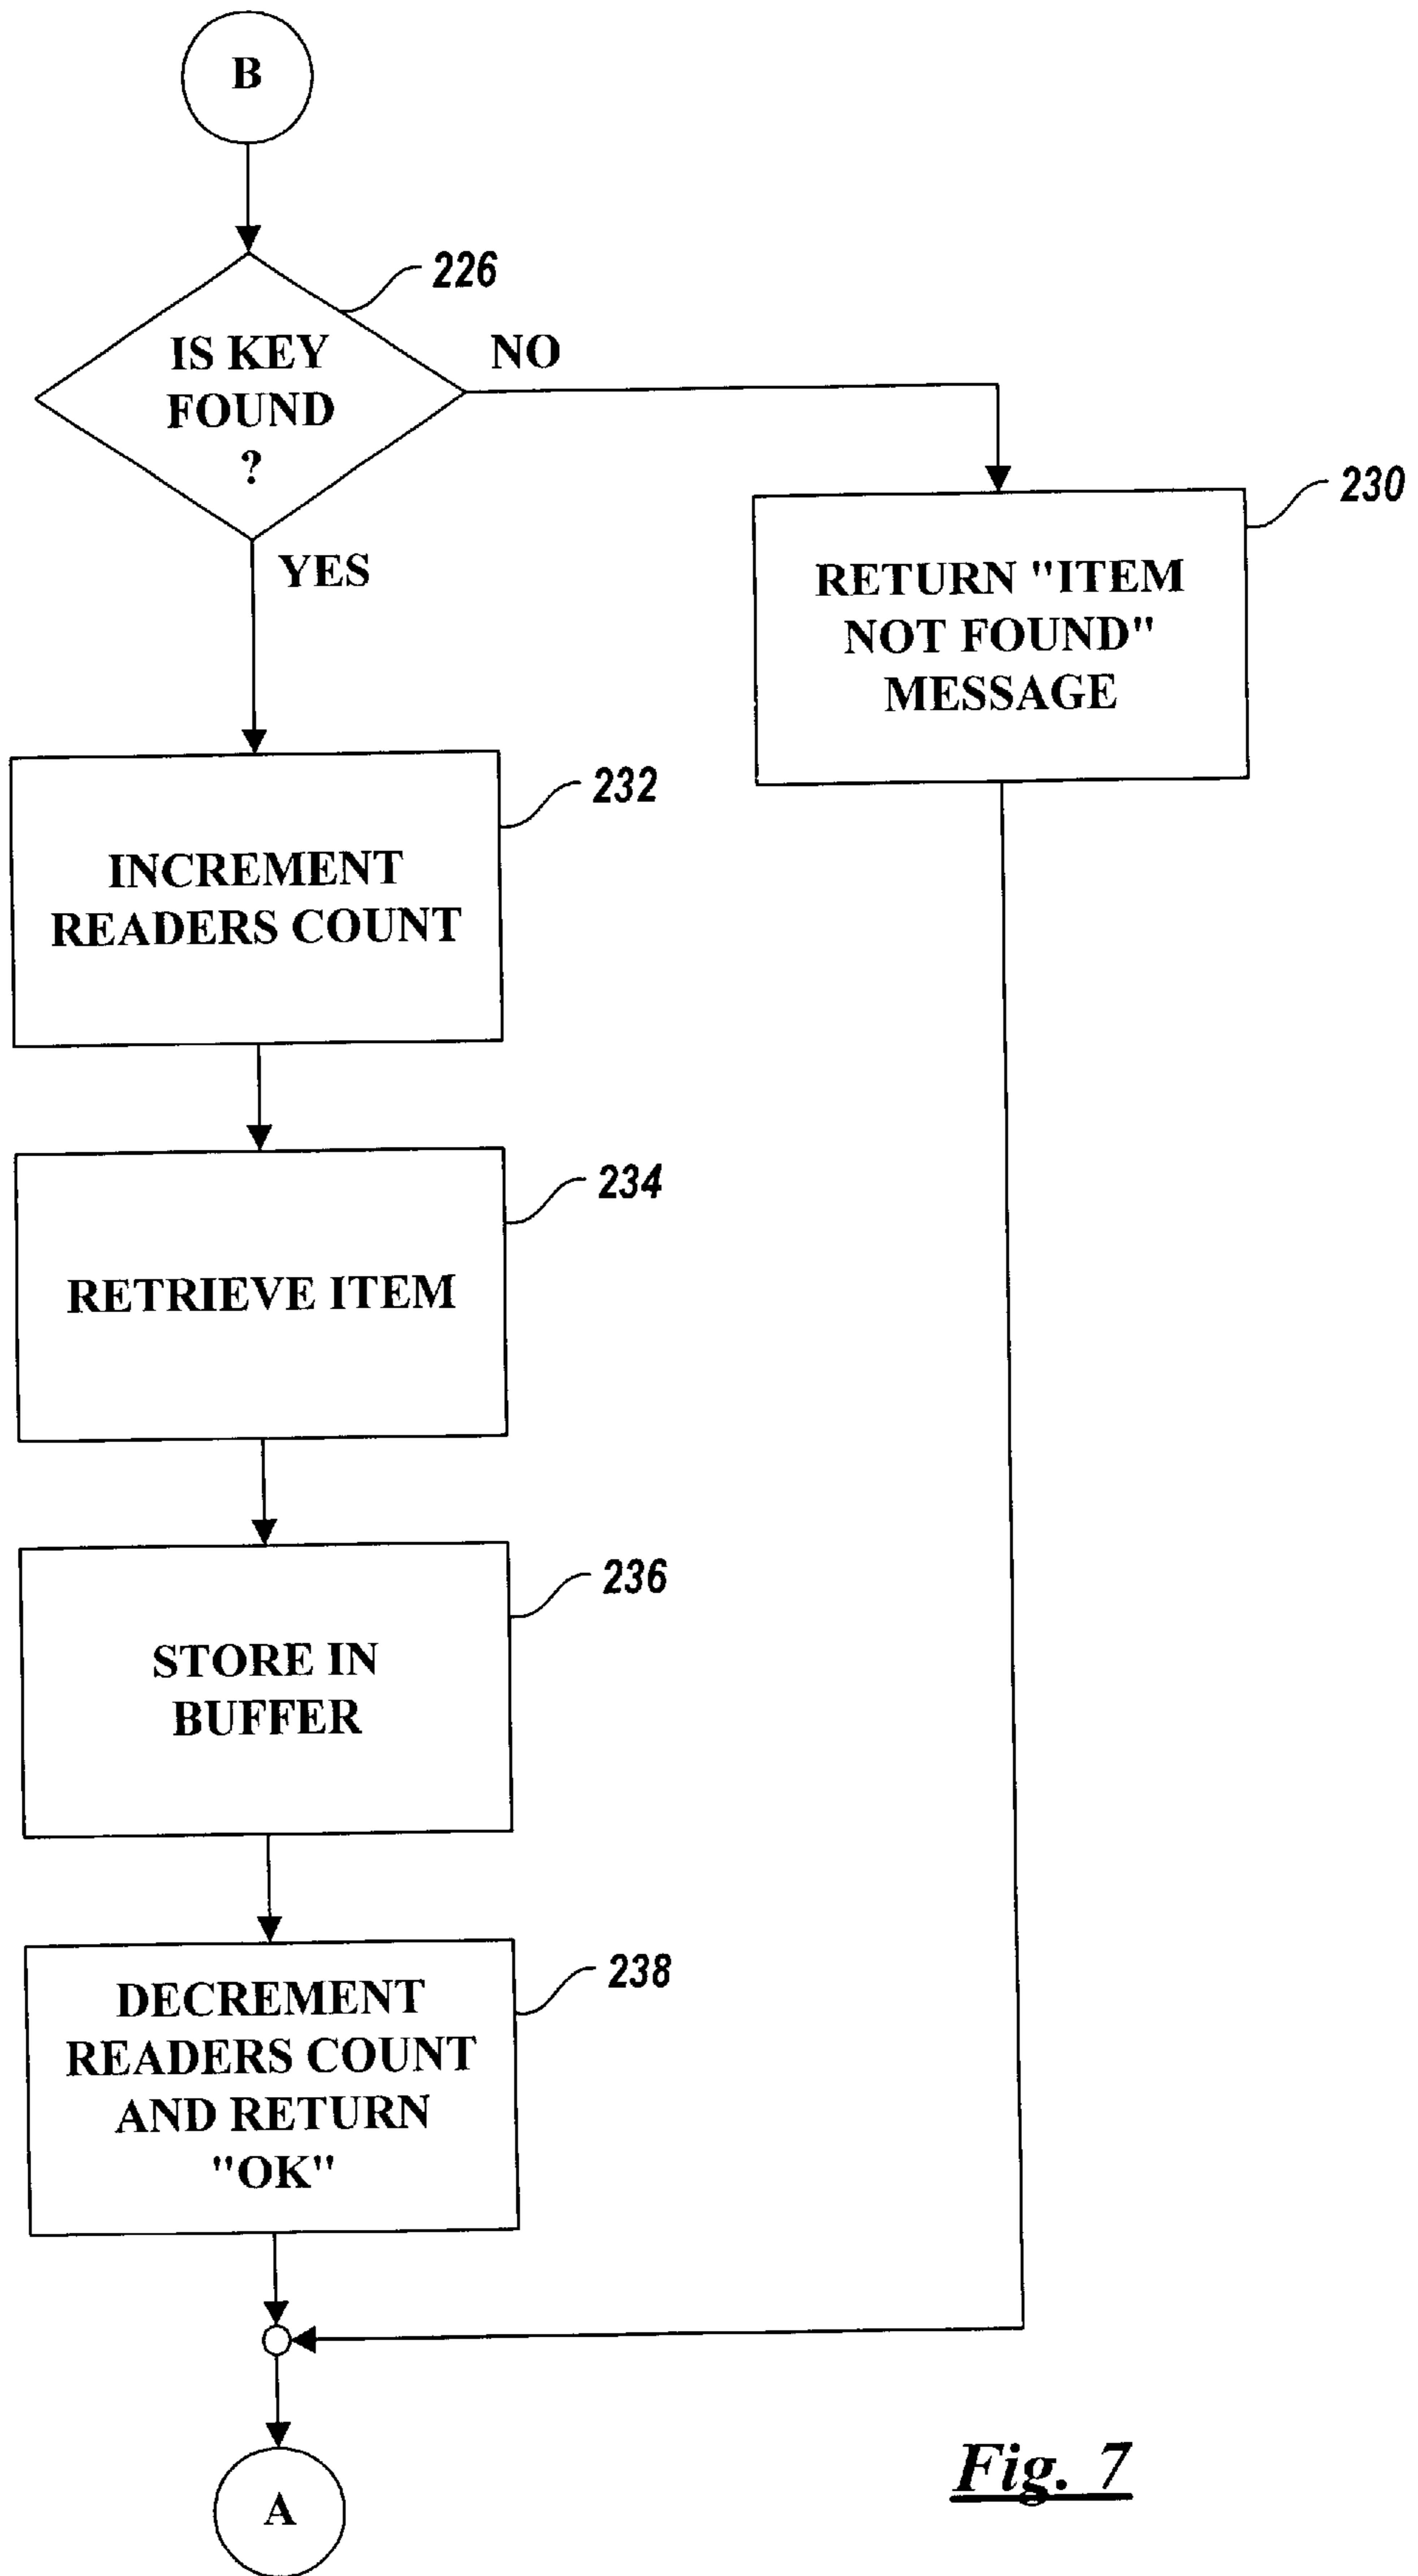 B
226
IS KEY
FOUND
?
NO
YES
230
RETURN "ITEM
NOT FOUND"
MESSAGE
232
INCREMENT
READERS COUNT
234
RETRIEVE ITEM
236
STORE IN
BUFFER
238
DECREMENT
READERS COUNT
AND RETURN
"OK"
A
Fig. 7